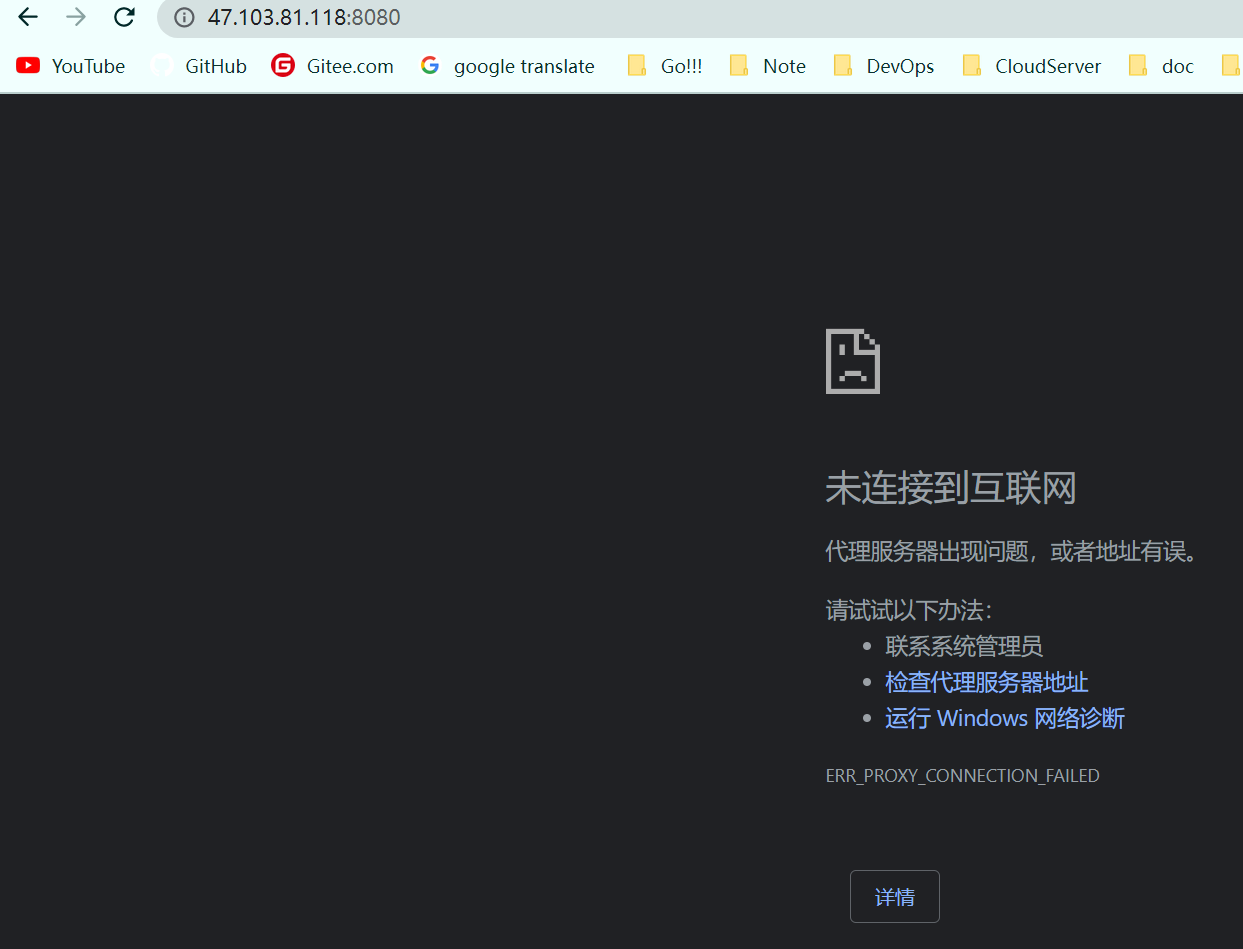 47.103.81.118:8080
YouTube GitHub Gitee.com google translate Go!!! Note DevOps CloudServer doc
未连接到互联网
代理服务器出现问题，或者地址有误。
请试试以下办法：
联系系统管理员
检查代理服务器地址
运行 Windows 网络诊断
ERR_PROXY_CONNECTION_FAILED
详情